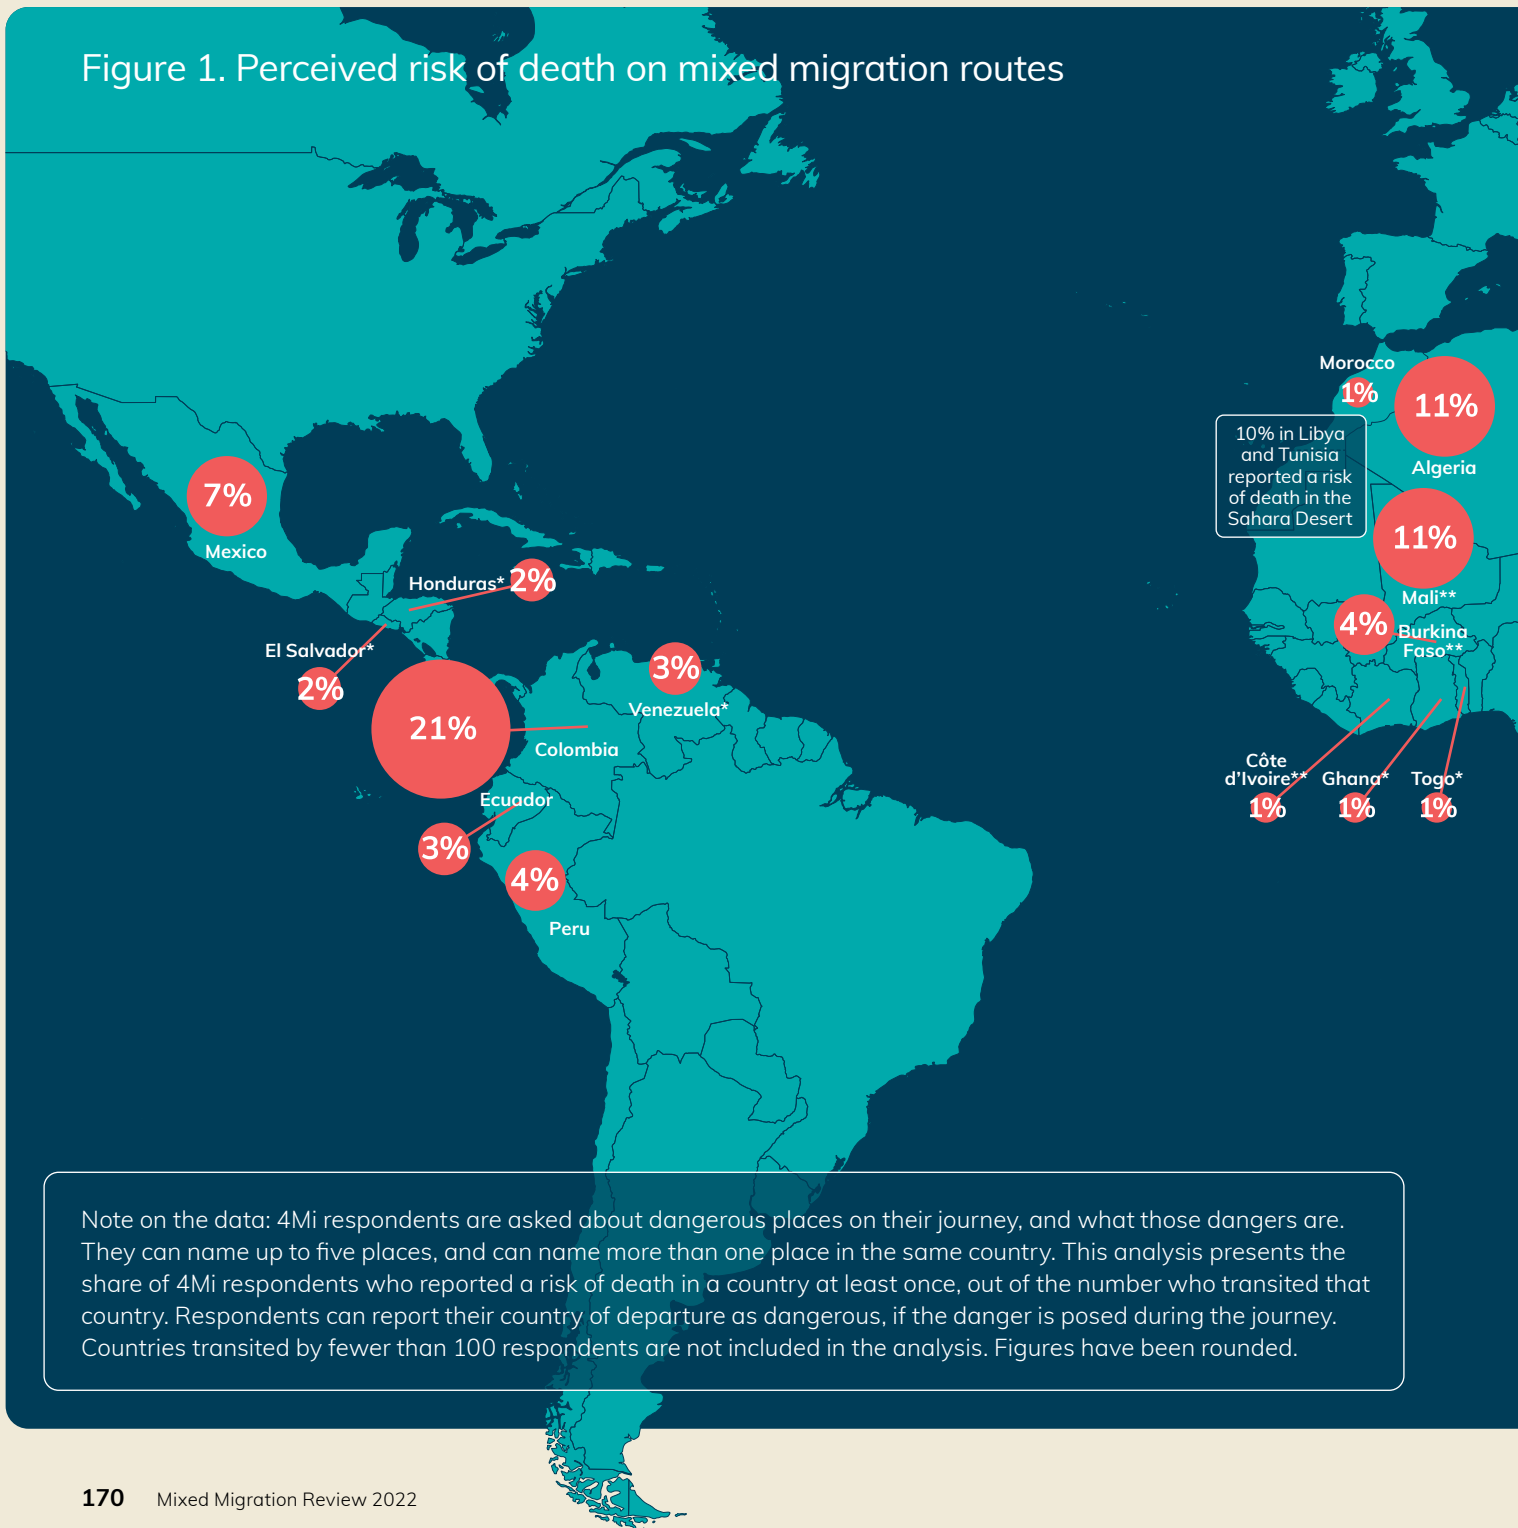 Figure 1. Perceived risk of death on mixed migration routes
Morocco
1%
11%
Algeria
10% in Libya
and Tunisia
reported a risk
of death in the
Sahara Desert
7%
Mexico
11%
Mali**
Honduras* 2%
4%
Burkina
Faso**
El Salvador*
2%
3%
Venezuela*
21%
Colombia
Côte
d’Ivoire**
1%
Ghana*
1%
Togo*
1%
Ecuador
3%
4%
Peru
Note on the data: 4Mi respondents are asked about dangerous places on their journey, and what those dangers are.
They can name up to five places, and can name more than one place in the same country. This analysis presents the
share of 4Mi respondents who reported a risk of death in a country at least once, out of the number who transited that
country. Respondents can report their country of departure as dangerous, if the danger is posed during the journey.
Countries transited by fewer than 100 respondents are not included in the analysis. Figures have been rounded.
170 Mixed Migration Review 2022